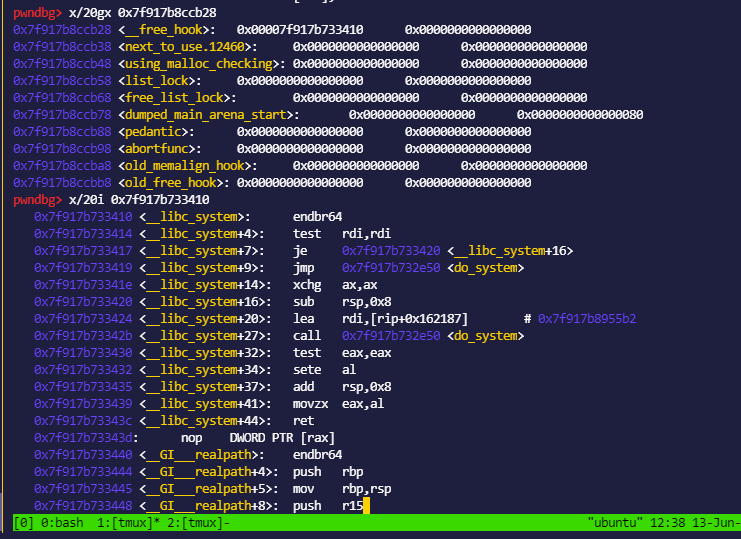 pwndbg> x/20gx 0x7f917b8ccb28
0x7f917b8ccb28 <__free_hook>: 0x00007f917b733410 0x0000000000000000
0x7f917b8ccb38 <next_to_use.12460>: 0x0000000000000000 0x0000000000000000
0x7f917b8ccb48 <using_malloc_checking>: 0x0000000000000000 0x0000000000000000
0x7f917b8ccb58 <list_lock>: 0x0000000000000000 0x0000000000000000
0x7f917b8ccb68 <free_list_lock>: 0x0000000000000000 0x0000000000000000
0x7f917b8ccb78 <dumped_main_arena_start>: 0x0000000000000000 0x0000000000000080
0x7f917b8ccb88 <pedantic>: 0x0000000000000000 0x0000000000000000
0x7f917b8ccb98 <abortfunc>: 0x0000000000000000 0x0000000000000000
0x7f917b8ccba8 <old_memalign_hook>: 0x0000000000000000 0x0000000000000000
0x7f917b8ccbb8 <old_free_hook>: 0x0000000000000000 0x0000000000000000
pwndbg> x/20i 0x7f917b733410
0x7f917b733410 <__libc_system>: endbr64
0x7f917b733414 <__libc_system+4>: test rdi,rdi
0x7f917b733417 <__libc_system+7>: je 0x7f917b733420 <__libc_system+16>
0x7f917b733419 <__libc_system+9>: jmp 0x7f917b732e50 <do_system>
0x7f917b73341e <__libc_system+14>: xchg ax,ax
0x7f917b733420 <__libc_system+16>: sub rsp,0x8
0x7f917b733424 <__libc_system+20>: lea rdi,[rip+0x162187] # 0x7f917b8955b2
0x7f917b73342b <__libc_system+27>: call 0x7f917b732e50 <do_system>
0x7f917b733430 <__libc_system+32>: test eax,eax
0x7f917b733432 <__libc_system+34>: sete al
0x7f917b733435 <__libc_system+37>: add rsp,0x8
0x7f917b733439 <__libc_system+41>: movzx eax,al
0x7f917b73343c <__libc_system+44>: ret
0x7f917b73343d: nop DWORD PTR [rax]
0x7f917b733440 <__GI___realpath>: endbr64
0x7f917b733444 <__GI___realpath+4>: push rbp
0x7f917b733445 <__GI___realpath+5>: mov rbp,rsp
0x7f917b733448 <__GI___realpath+8>: push r15
[0] 0:bash 1:[tmux]* 2:[tmux]- "ubuntu" 12:38 13-Jun-